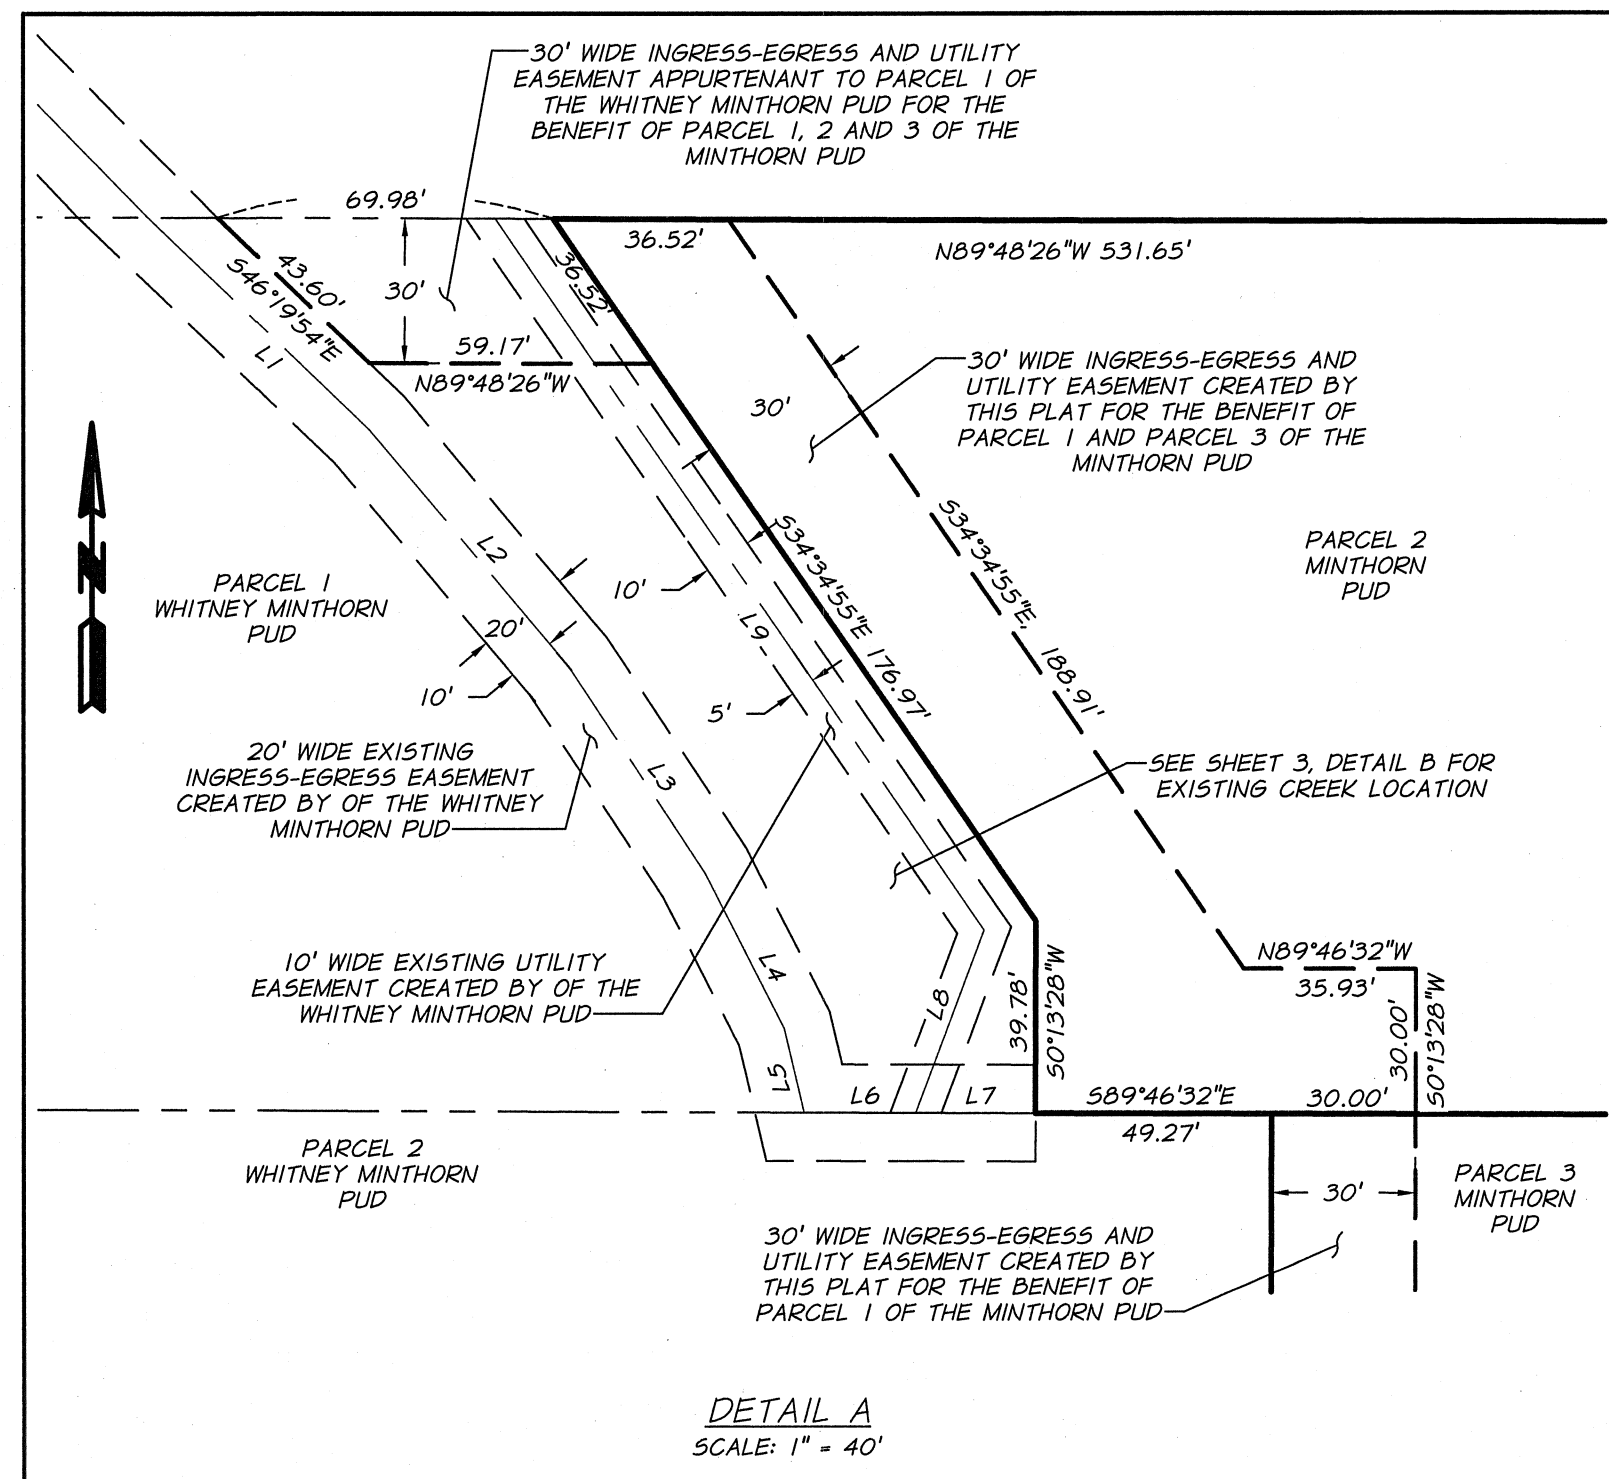 30' WIDE INGRESS-EGRESS AND UTILITY
EASEMENT APPURTENANT TO PARCEL 1 OF
THE WHITNEY MINTHORN PUD FOR THE
BENEFIT OF PARCEL 1, 2 AND 3 OF THE
MINTHORN PUD
69.98'
36.52'
N89°48'26"W 531.65'
43.60'
S46°19'54"E
30'
36.52'
59.17'
N89°48'26"W
L1
30' WIDE INGRESS-EGRESS AND
UTILITY EASEMENT CREATED BY
THIS PLAT FOR THE BENEFIT OF
PARCEL 1 AND PARCEL 3 OF THE
MINTHORN PUD
30'
N
L2
S34°34'55"E 176.97'
S34°34'55"E, 188.91'
PARCEL 2
MINTHORN
PUD
PARCEL 1
WHITNEY MINTHORN
PUD
10'
20'
L9
10'
5'
20' WIDE EXISTING
INGRESS-EGRESS EASEMENT
CREATED BY OF THE WHITNEY
MINTHORN PUD
L3
SEE SHEET 3, DETAIL B FOR
EXISTING CREEK LOCATION
10' WIDE EXISTING UTILITY
EASEMENT CREATED BY OF THE
WHITNEY MINTHORN PUD
L4
L8
39.78'
S0°13'28"W
N89°46'32"W
35.93'
30.00'
S0°13'28"W
L5
L6
L7
S89°46'32"E
30.00'
49.27'
PARCEL 2
WHITNEY MINTHORN
PUD
30'
PARCEL 3
MINTHORN
PUD
30' WIDE INGRESS-EGRESS AND
UTILITY EASEMENT CREATED BY
THIS PLAT FOR THE BENEFIT OF
PARCEL 1 OF THE MINTHORN PUD
DETAIL A
SCALE: 1" = 40'